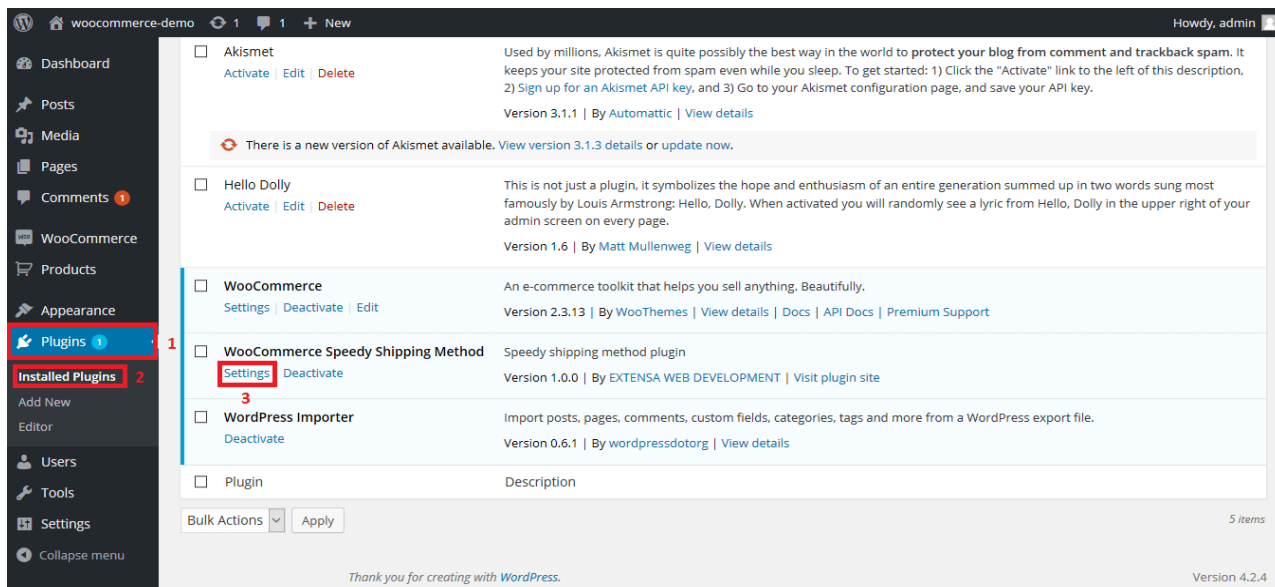 woocommerce-demo 1 1 + New Howdy, admin
Dashboard
Posts
Media
Pages
Comments 1
WooCommerce
Products
Appearance
Plugins 1 1
Installed Plugins 2
Add New
Editor
Users
Tools
Settings
Collapse menu
Akismet
Activate | Edit | Delete
Used by millions, Akismet is quite possibly the best way in the world to protect your blog from comment and trackback spam. It
keeps your site protected from spam even while you sleep. To get started: 1) Click the "Activate" link to the left of this description,
2) Sign up for an Akismet API key, and 3) Go to your Akismet configuration page, and save your API key.
Version 3.1.1 | By Automattic | View details
There is a new version of Akismet available. View version 3.1.3 details or update now.
Hello Dolly
Activate | Edit | Delete
This is not just a plugin, it symbolizes the hope and enthusiasm of an entire generation summed up in two words sung most
famously by Louis Armstrong: Hello, Dolly. When activated you will randomly see a lyric from Hello, Dolly in the upper right of your
admin screen on every page.
Version 1.6 | By Matt Mullenweg | View details
WooCommerce
Settings | Deactivate | Edit
An e-commerce toolkit that helps you sell anything. Beautifully.
Version 2.3.13 | By WooThemes | View details | Docs | API Docs | Premium Support
WooCommerce Speedy Shipping Method
Settings Deactivate
3
Speedy shipping method plugin
Version 1.0.0 | By EXTENSA WEB DEVELOPMENT | Visit plugin site
WordPress Importer
Deactivate
Import posts, pages, comments, custom fields, categories, tags and more from a WordPress export file.
Version 0.6.1 | By wordpressdotorg | View details
Plugin Description
Bulk Actions Apply 5 items
Thank you for creating with WordPress. Version 4.2.4